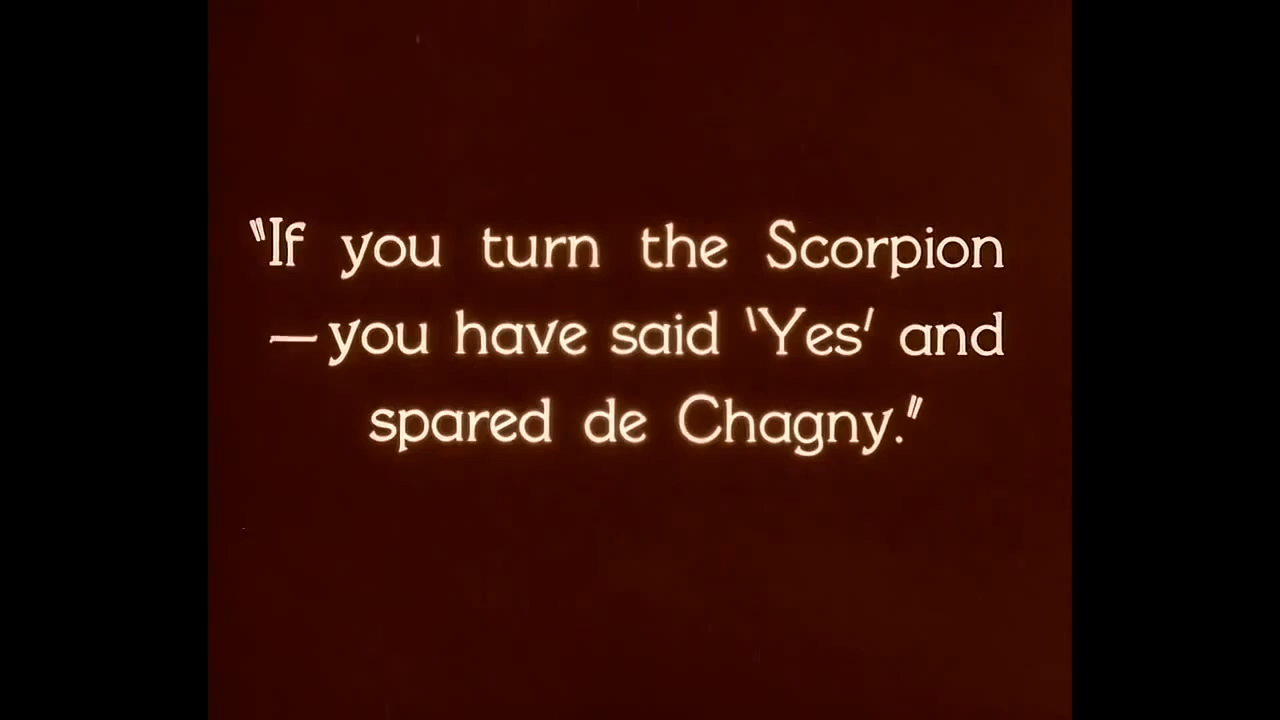 "If you turn the Scorpion
—you have said 'Yes' and
spared de Chagny."